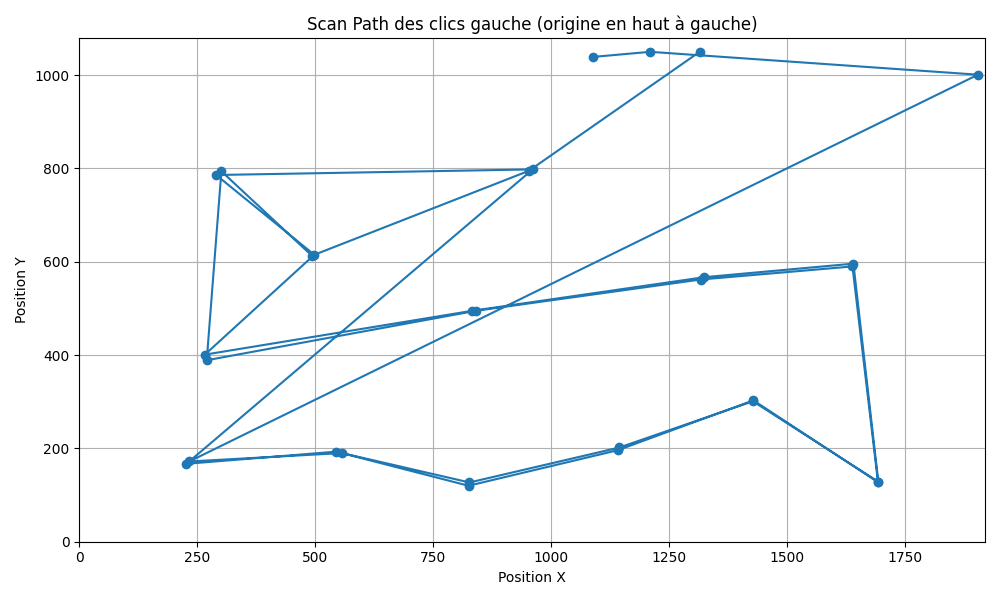 Scan Path des clics gauche (origine en haut à gauche)
1000
800
600
400
200
0
Position Y
0 250 500 750 1000 1250 1500 1750
Position X